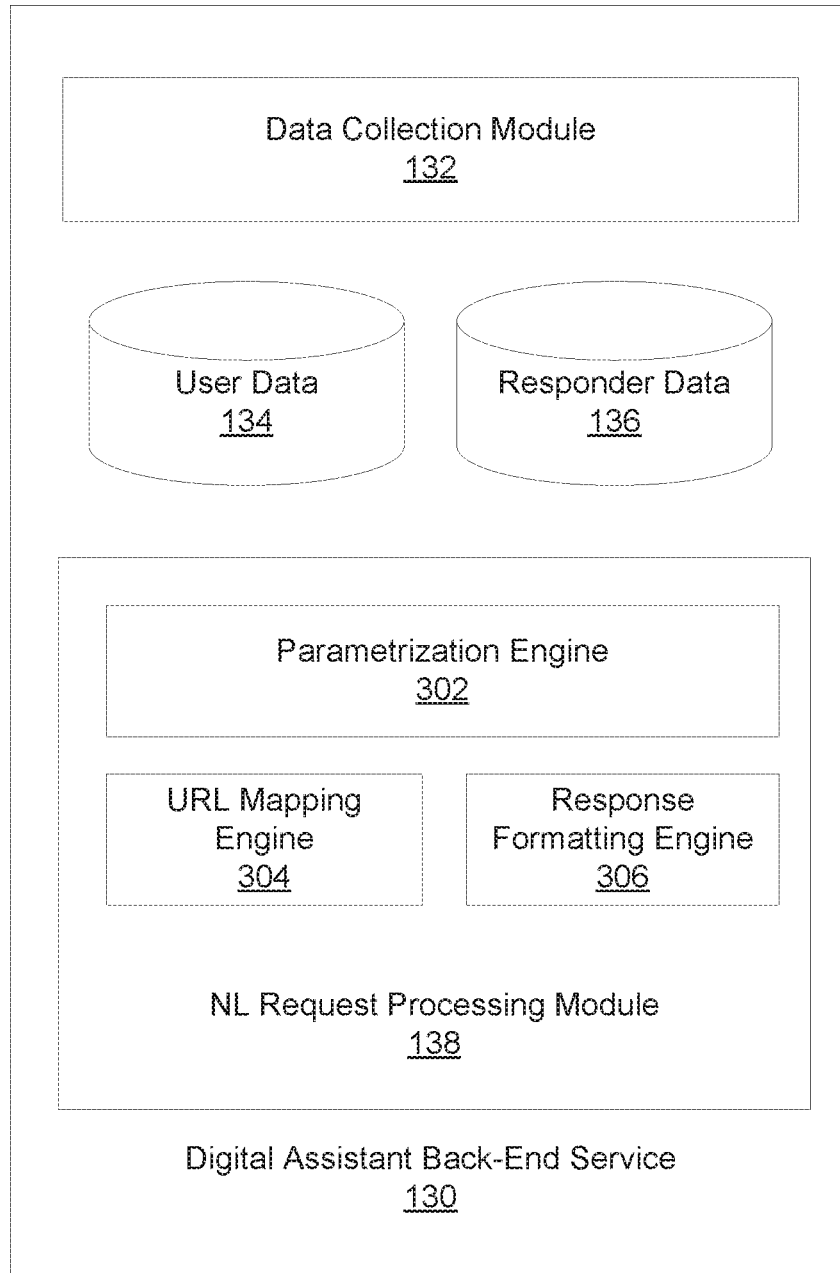 Data Collection Module
132
User Data
134
Responder Data
136
Parametrization Engine
302
URL Mapping
Engine
304
Response
Formatting Engine
306
NL Request Processing Module
138
Digital Assistant Back-End Service
130